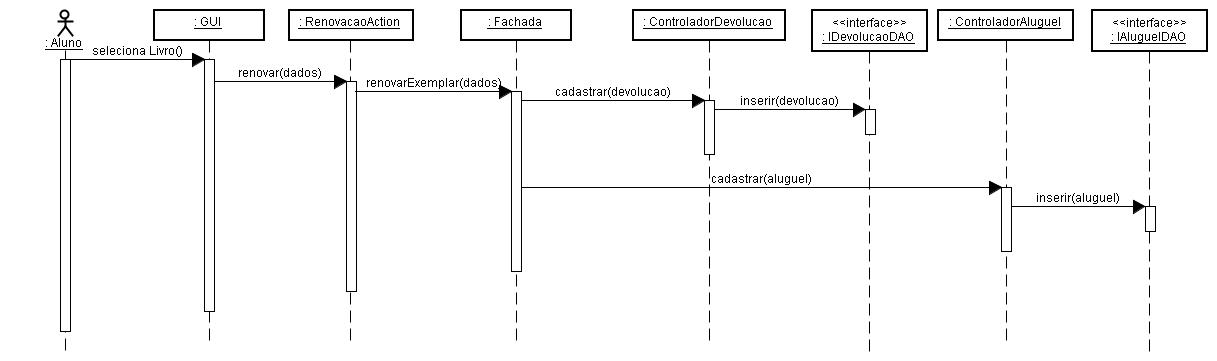 : Aluno
: GUI
: RenovacaoAction
: Fachada
: ControladorDevolucao
<<interface>>
: IDevolucaoDAO
: ControladorAluguel
<<interface>>
: IAluguelDAO
seleciona Livro()
renovar(dados)
renovarExemplar(dados)
cadastrar(devolucao)
inserir(devolucao)
cadastrar(aluguel)
inserir(aluguel)